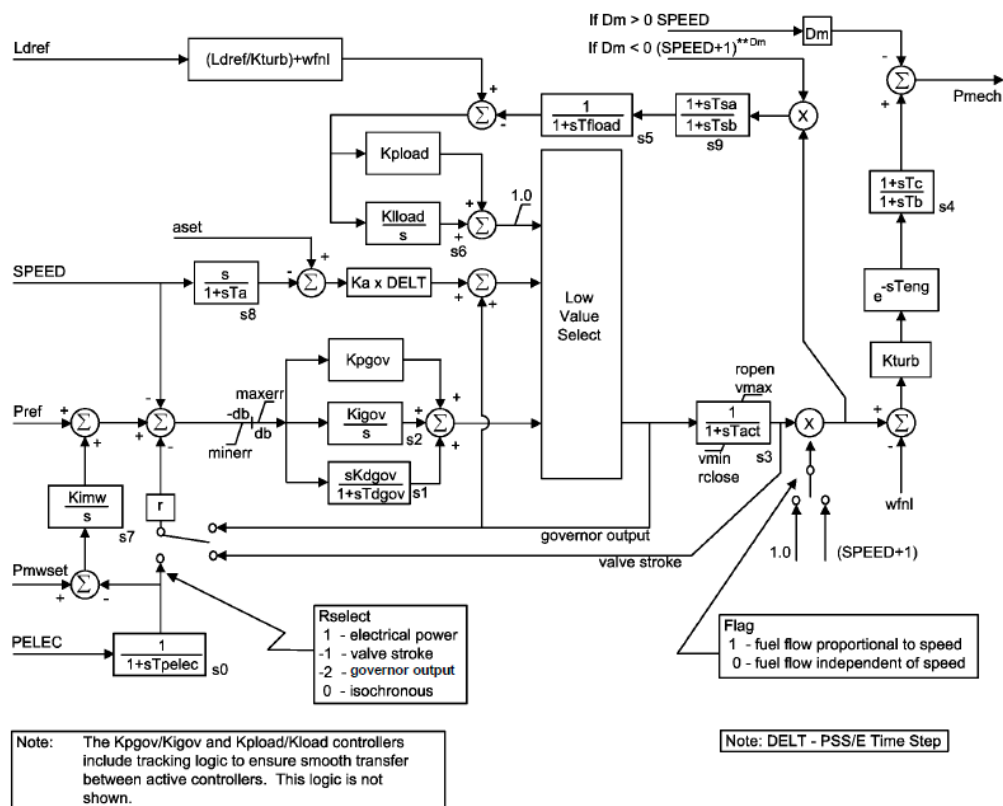 If Dm > 0 SPEED
Dm
If Dm < 0 (SPEED+1)**Dm
Ldref
(Ldref/Kturb)+wfnl
+
-
Σ
1
1+sTfload
s5
1+sTsa
1+sTsb
s9
X
-
Σ
+
Pmech
Kpload
KIload
s
s6
+
+
Σ
1.0
1+sTc
1+sTb
s4
aset
SPEED
s
1+sTa
s8
-
+
Σ
Ka x DELT
+
+
Σ
Low
Value
Select
e-sTeng
Kturb
Kpgov
Kigov
s
s2
sKdgov
1+sTdgov
s1
+
+
+
Σ
Pref
+
Σ
+
-
+
Σ
-
-db
db
maxerr
minerr
ropen
vmax
1
1+sTact
s3
vmin
rclose
X
+
Σ
-
wfnl
Kimw
s
s7
r
governor output
valve stroke
1.0
(SPEED+1)
Pmwset
+
Σ
-
PELEC
1
1+sTpelec
s0
Rselect
1 - electrical power
-1 - valve stroke
-2 - governor output
0 - isochronous
Flag
1 - fuel flow proportional to speed
0 - fuel flow independent of speed
Note: The Kpgov/Kigov and Kpload/Kload controllers
include tracking logic to ensure smooth transfer
between active controllers. This logic is not
shown.
Note: DELT - PSS/E Time Step